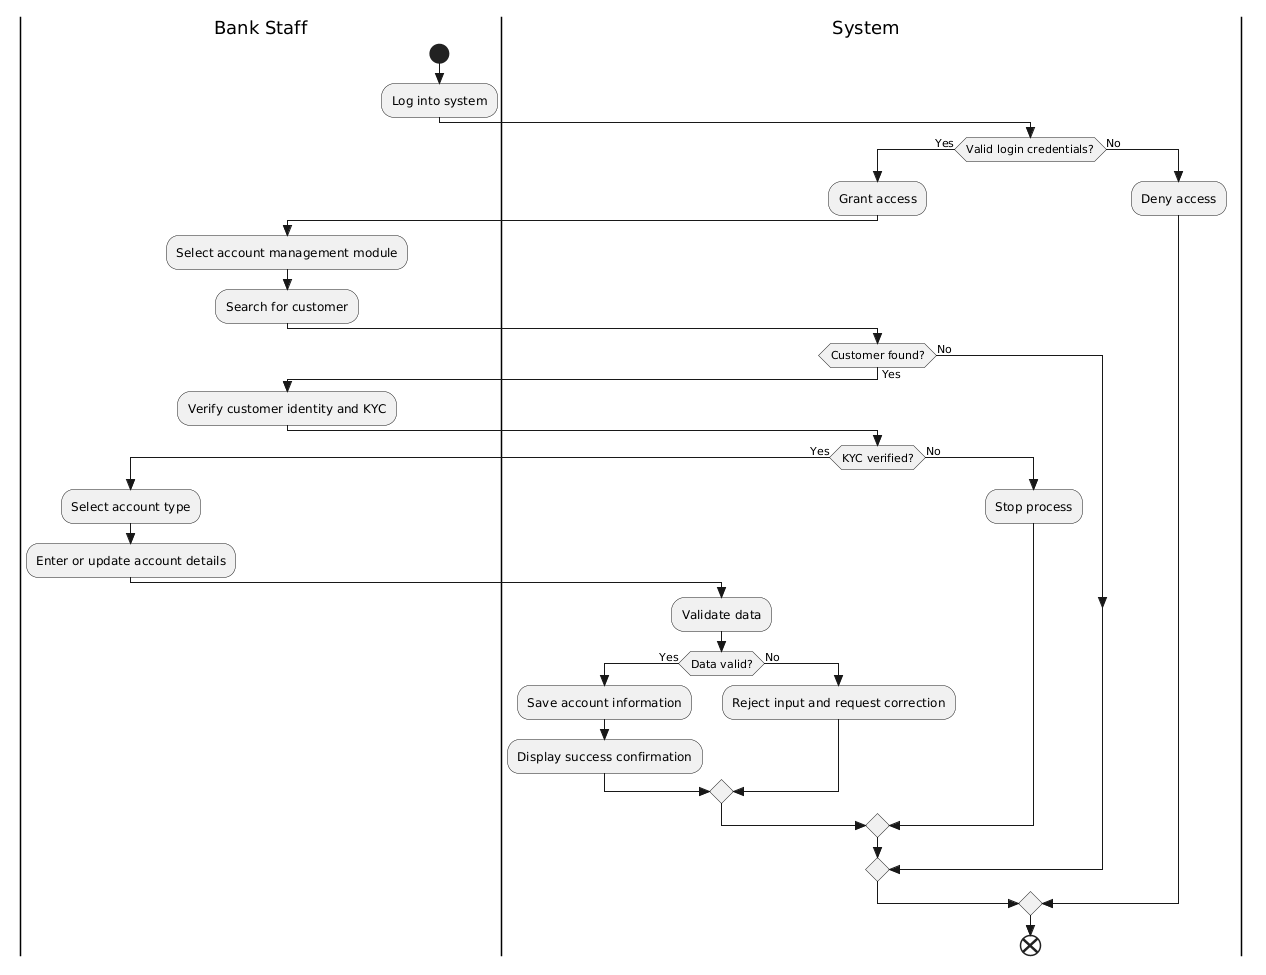 Bank Staff
System
Log into system
Valid login credentials?
Yes
No
Grant access
Deny access
Select account management module
Search for customer
Customer found?
No
Yes
Verify customer identity and KYC
Yes
KYC verified?
No
Select account type
Stop process
Enter or update account details
Validate data
Yes
Data valid?
No
Save account information
Reject input and request correction
Display success confirmation